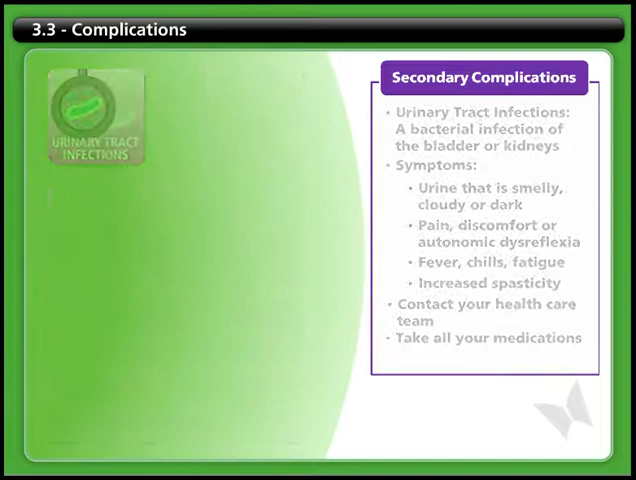 3.3 - Complications
URINARY TRACT
INFECTIONS
Secondary Complications
• Urinary Tract Infections:
A bacterial infection of
the bladder or kidneys
• Symptoms:
• Urine that is smelly,
cloudy or dark
• Pain, discomfort or
autonomic dysreflexia
• Fever, chills, fatigue
• Increased spasticity
• Contact your health care
team
• Take all your medications